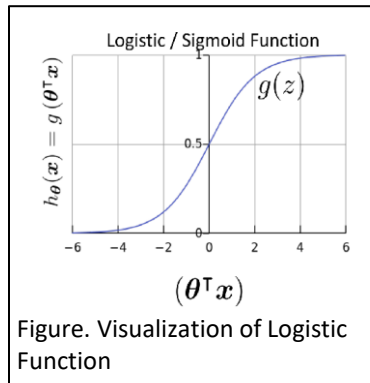 Logistic / Sigmoid Function
1
g(z)
0.5
h_θ(x) = g(θᵀx)
0
−6 −4 −2 0 2 4 6
(θᵀx)
Figure. Visualization of Logistic
Function